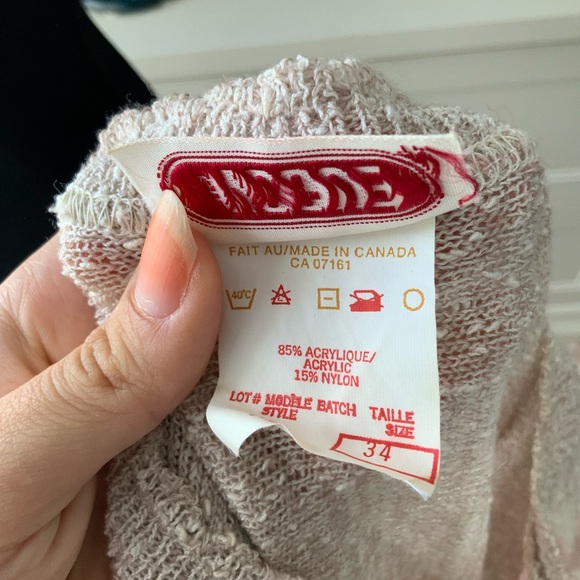 FAIT AU/MADE IN CANADA
CA 07161
40°C
85% ACRYLIQUE/
ACRYLIC
15% NYLON
LOT# MODÈLE BATCH TAILLE
STYLE SIZE
34